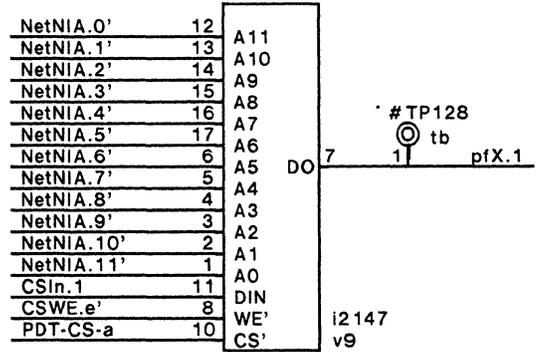 NetNIA.0' 12 A11
NetNIA.1' 13 A10
NetNIA.2' 14 A9
NetNIA.3' 15 A8
NetNIA.4' 16 A7
NetNIA.5' 17 A6
NetNIA.6' 6 A5
NetNIA.7' 5 A4
NetNIA.8' 4 A3
NetNIA.9' 3 A2
NetNIA.10' 2 A1
NetNIA.11' 1 A0
CSIn.1 11 DIN
CSWE.e' 8 WE'
PDT-CS-a 10 CS'
DO 7
#TP128
tb
1 pfX.1
i2147
v9